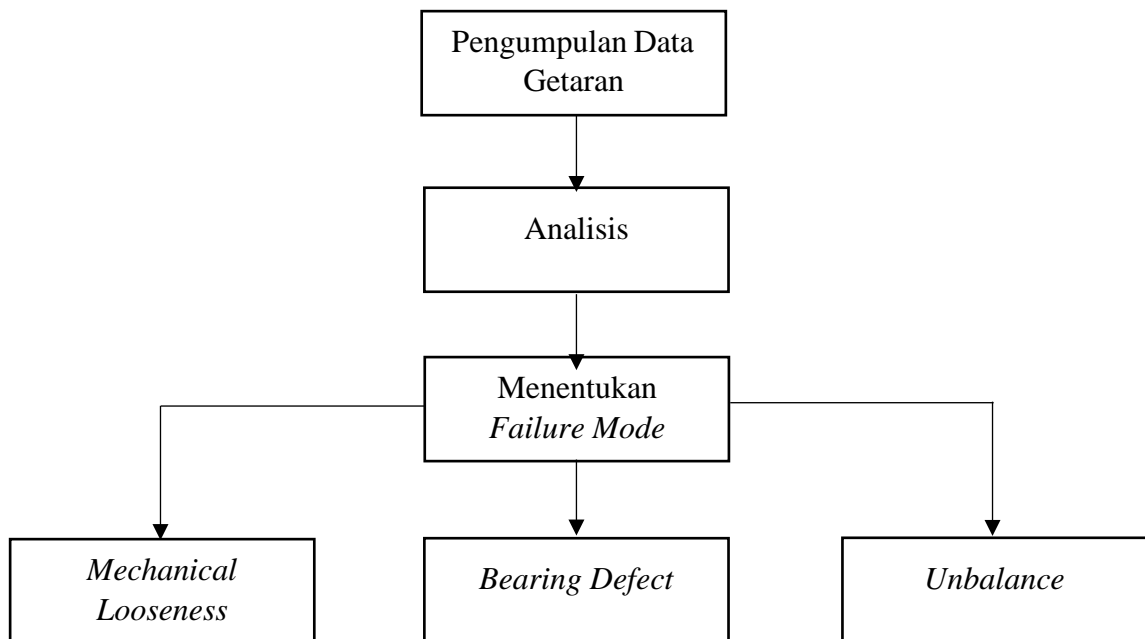 Pengumpulan Data
Getaran
Analisis
Menentukan
Failure Mode
Mechanical
Looseness
Bearing Defect
Unbalance